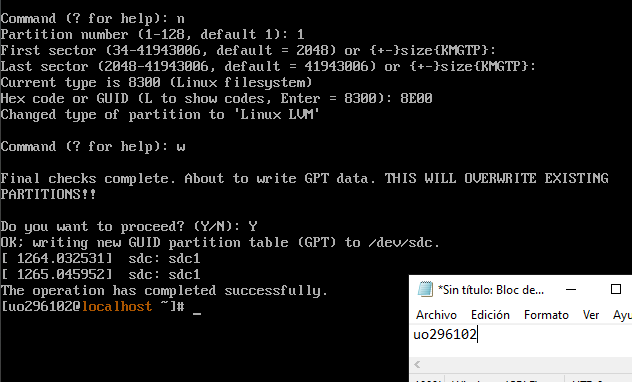 Command (? for help): n
Partition number (1-128, default 1): 1
First sector (34-41943006, default = 2048) or {+-}size{KMGTP}:
Last sector (2048-41943006, default = 41943006) or {+-}size{KMGTP}:
Current type is 8300 (Linux filesystem)
Hex code or GUID (L to show codes, Enter = 8300): 8E00
Changed type of partition to 'Linux LVM'
Command (? for help): w
Final checks complete. About to write GPT data. THIS WILL OVERWRITE EXISTING
PARTITIONS!!
Do you want to proceed? (Y/N): Y
OK; writing new GUID partition table (GPT) to /dev/sdc.
[ 1264.032531]  sdc: sdc1
[ 1265.045952]  sdc: sdc1
The operation has completed successfully.
[uo296102@localhost ~]# _
*Sin título: Bloc de...
Archivo Edición Formato Ver Ayu
uo296102